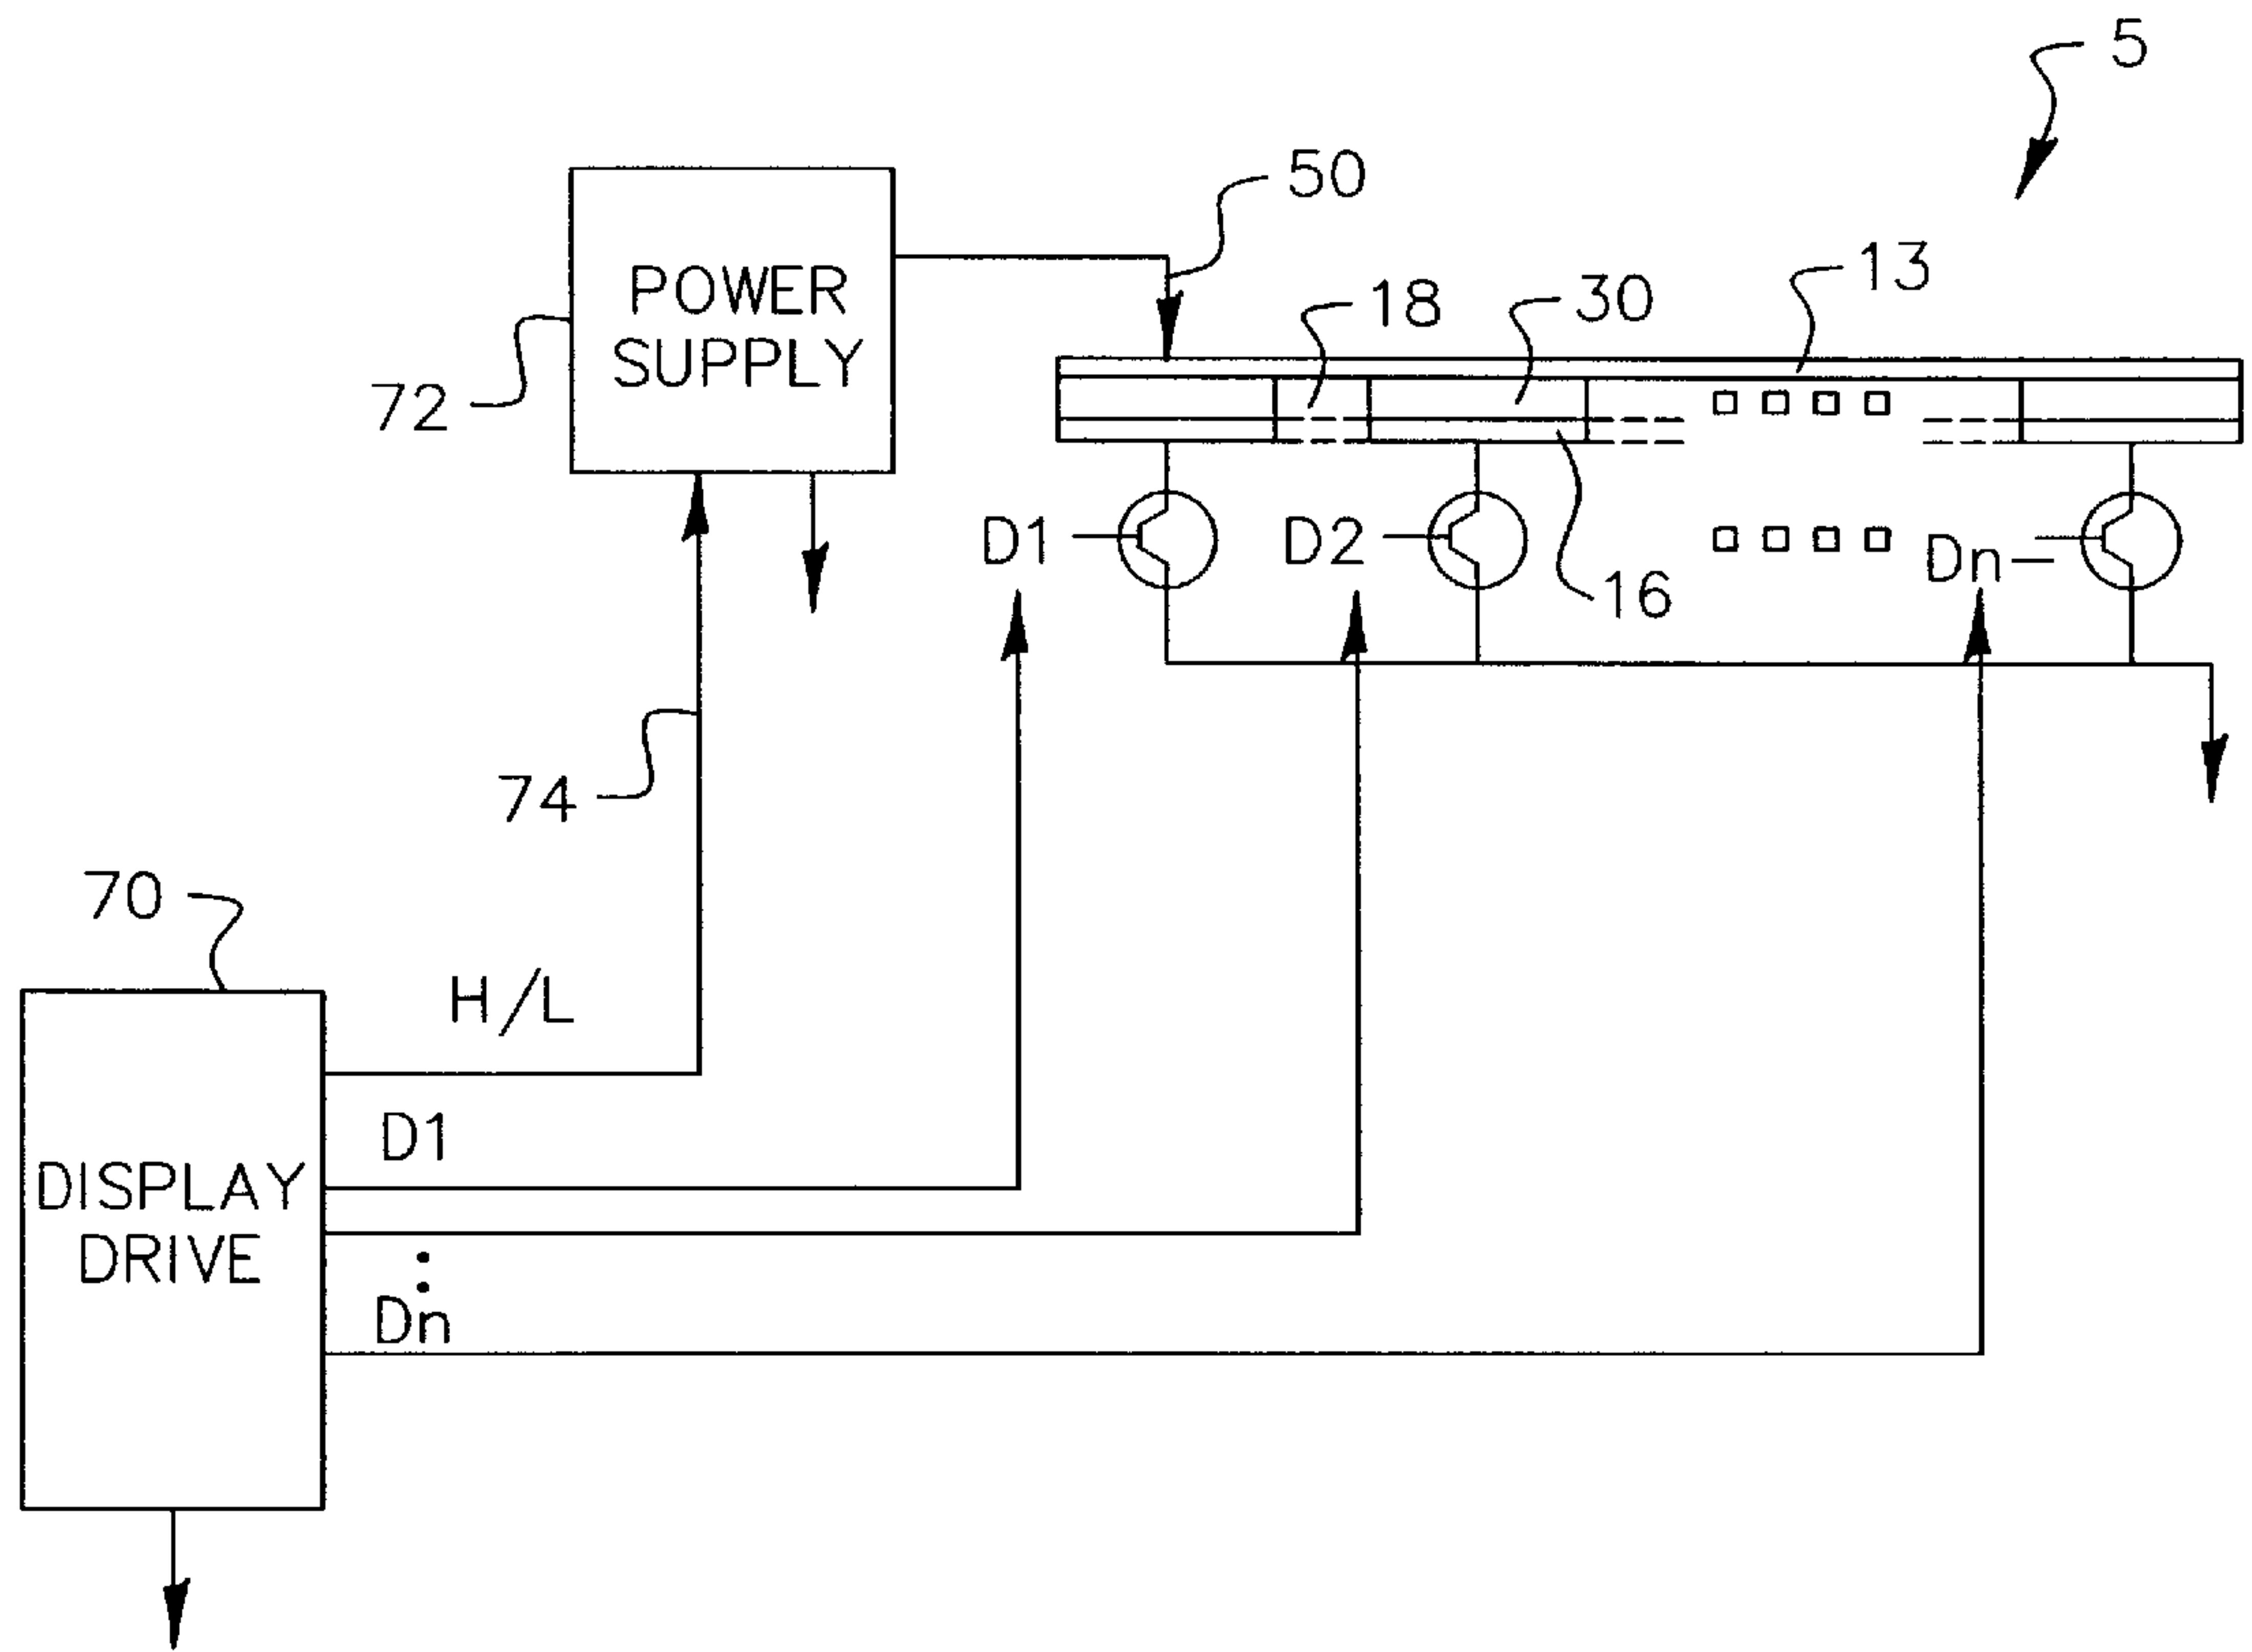 5
50
POWER
SUPPLY
13
18
30
72
D1
D2
Dn
16
74
70
H/L
D1
DISPLAY
DRIVE
Dn